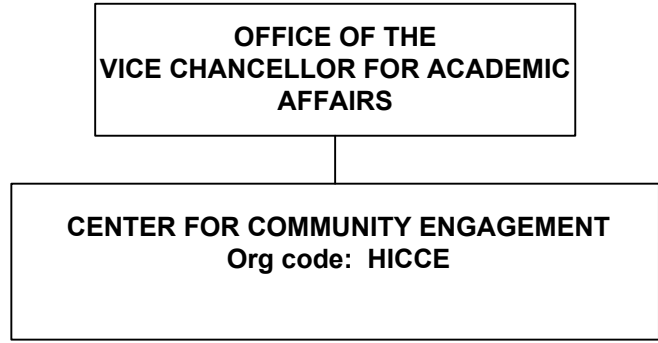 OFFICE OF THE
VICE CHANCELLOR FOR ACADEMIC
AFFAIRS
CENTER FOR COMMUNITY ENGAGEMENT
Org code:  HICCE